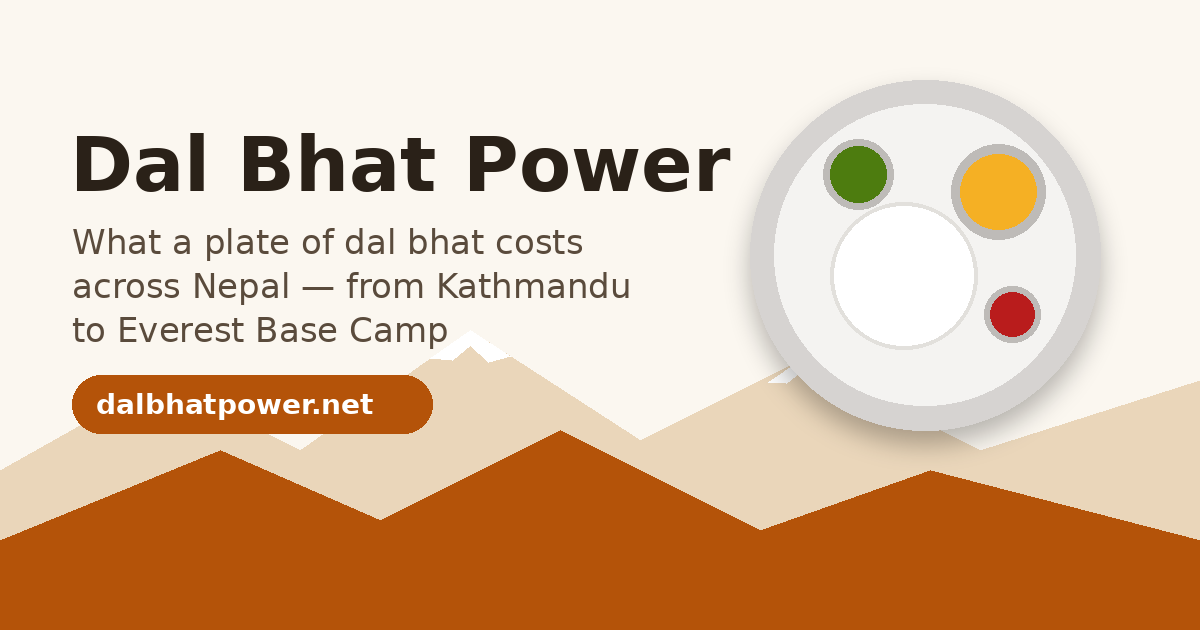 Dal Bhat Power
What a plate of dal bhat costs
across Nepal — from Kathmandu
to Everest Base Camp
dalbhatpower.net